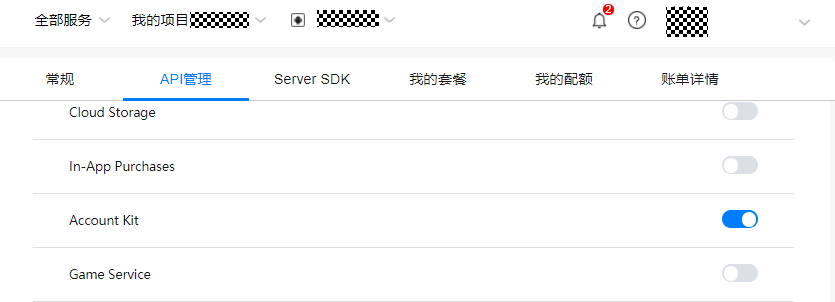 全部服务 我的项目 2
常规 API管理 Server SDK 我的套餐 我的配额 账单详情
Cloud Storage
In-App Purchases
Account Kit
Game Service